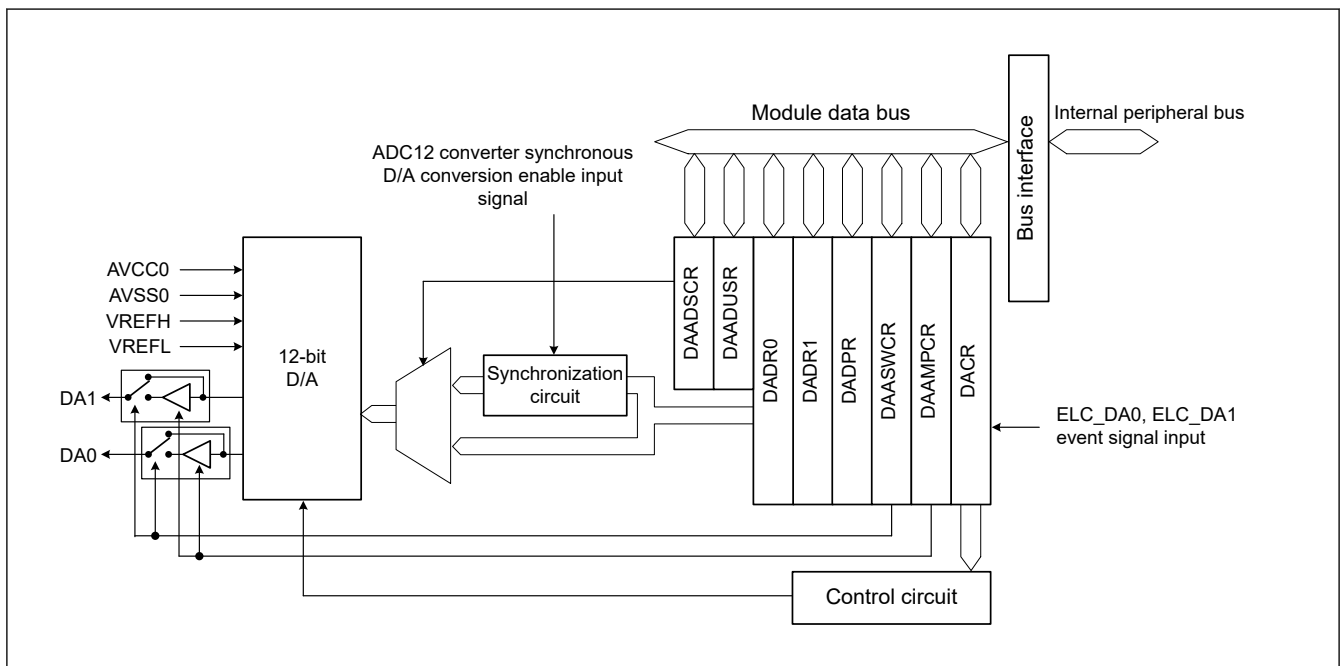 Module data bus
Bus interface
Internal peripheral bus
ADC12 converter synchronous
D/A conversion enable input
signal
AVCC0
AVSS0
VREFH
VREFL
12-bit
D/A
DA1
DA0
Synchronization
circuit
DAADSCR
DAADUSR
DADR0
DADR1
DADPR
DAASWCR
DAAMPCR
DACR
ELC_DA0, ELC_DA1
event signal input
Control circuit